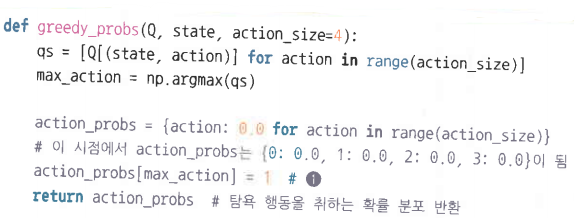 def greedy_probs(Q, state, action_size=4):
    qs = [Q[(state, action)] for action in range(action_size)]
    max_action = np.argmax(qs)

    action_probs = {action: 0.0 for action in range(action_size)}
    # 이 시점에서 action_probs는 {0: 0.0, 1: 0.0, 2: 0.0, 3: 0.0}이 됨
    action_probs[max_action] = 1  # ❶
    return action_probs  # 탐욕 행동을 취하는 확률 분포 반환